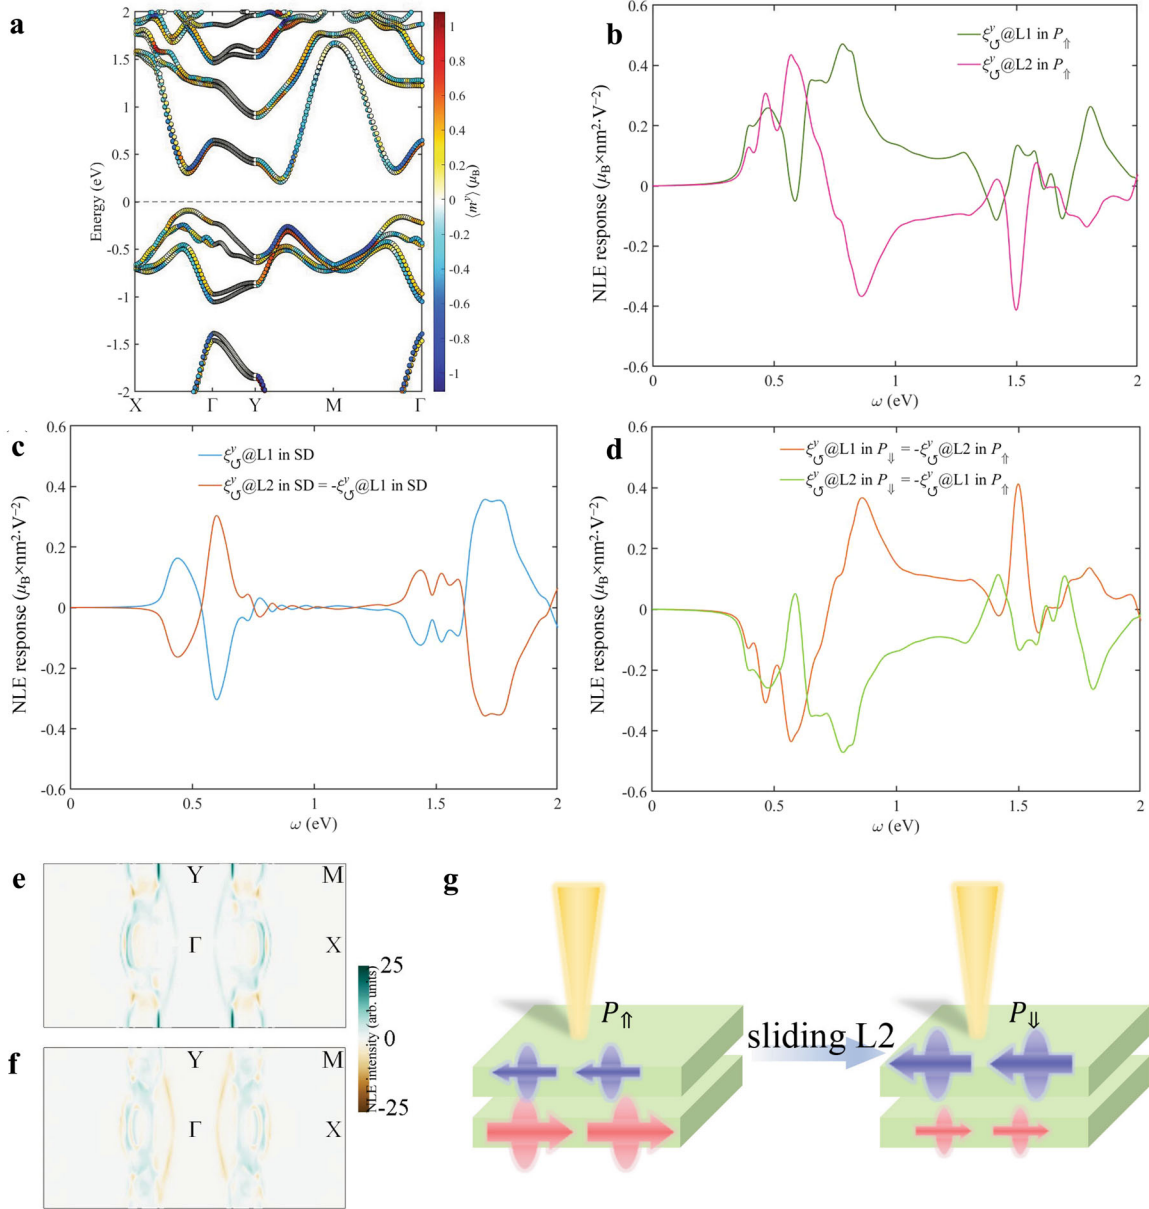 a
2
1.5
1
0.5
0
-0.5
-1
-1.5
-2
Energy (eV)
X Γ Y M Γ
1
0.8
0.6
0.4
0.2
0
-0.2
-0.4
-0.6
-0.8
-1
⟨m^y⟩ (μ_B)
b
0.6
0.4
0.2
0
-0.2
-0.4
-0.6
NLE response (μ_B×nm²·V⁻²)
ξ^y_↺@L1 in P_⇑
ξ^y_↺@L2 in P_⇑
0 0.5 1 1.5 2
ω (eV)
c
0.6
0.4
0.2
0
-0.2
-0.4
-0.6
NLE response (μ_B×nm²·V⁻²)
ξ^y_↺@L1 in SD
ξ^y_↺@L2 in SD = -ξ^y_↺@L1 in SD
0 0.5 1 1.5 2
ω (eV)
d
0.6
0.4
0.2
0
-0.2
-0.4
-0.6
NLE response (μ_B×nm²·V⁻²)
ξ^y_↺@L1 in P_⇓ = -ξ^y_↺@L2 in P_⇑
ξ^y_↺@L2 in P_⇓ = -ξ^y_↺@L1 in P_⇑
0 0.5 1 1.5 2
ω (eV)
e
Y M
Γ X
f
Y M
Γ X
25
0
-25
NLE intensity (arb. units)
g
P_⇑
sliding L2
P_⇓